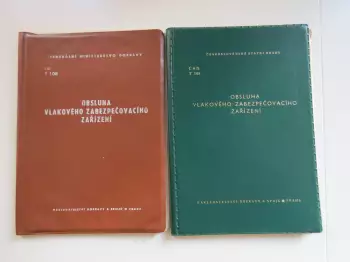 FEDERÁLNÍ MINISTERSTVO DOPRAVY
T 100
OBSLUHA
VLAKOVÉHO ZABEZPEČOVACÍHO
ZAŘÍZENÍ
NAKLADATELSTVÍ DOPRAVY A SPOJŮ PRAHA
ČESKOSLOVENSKÉ STÁTNÍ DRÁHY
T 100
OBSLUHA
VLAKOVÉHO ZABEZPEČOVACÍHO
ZAŘÍZENÍ
NAKLADATELSTVÍ DOPRAVY A SPOJŮ PRAHA